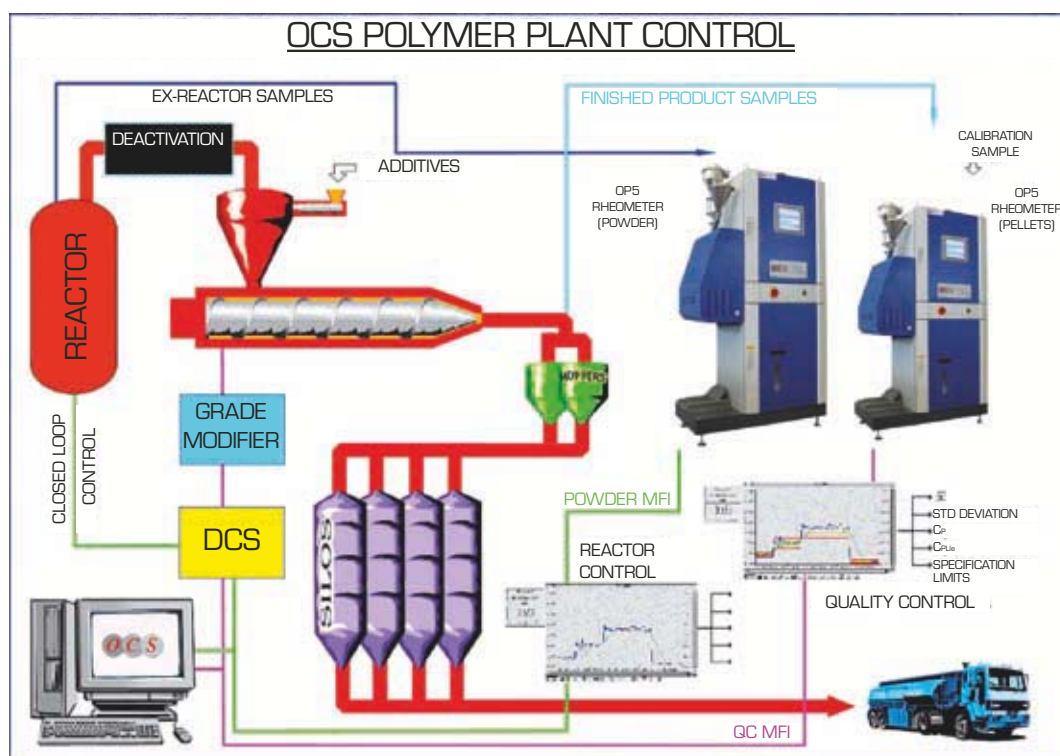 OCS POLYMER PLANT CONTROL
EX-REACTOR SAMPLES
FINISHED PRODUCT SAMPLES
DEACTIVATION
ADDITIVES
CALIBRATION
SAMPLE
OP5
RHEOMETER
(POWDER)
OP5
RHEOMETER
(PELLETS)
REACTOR
HOPPERS
GRADE
MODIFIER
CLOSED LOOP
CONTROL
DCS
SILOS
POWDER MFI
REACTOR
CONTROL
STD DEVIATION
CP
SPECIFICATION
LIMITS
QUALITY CONTROL
OCS
QC MFI